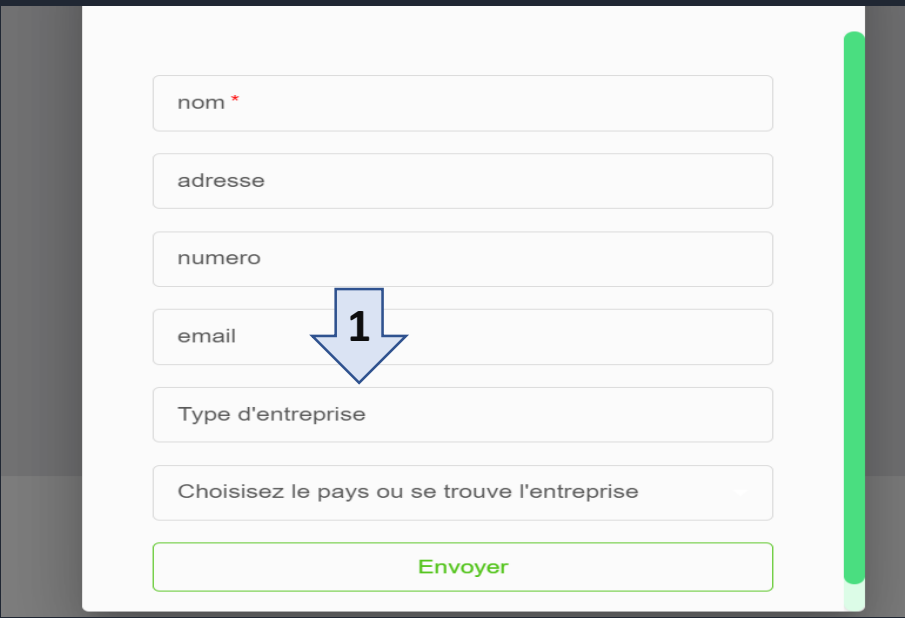 nom *
adresse
numero
1
email
Type d'entreprise
Choisisez le pays ou se trouve l'entreprise
Envoyer